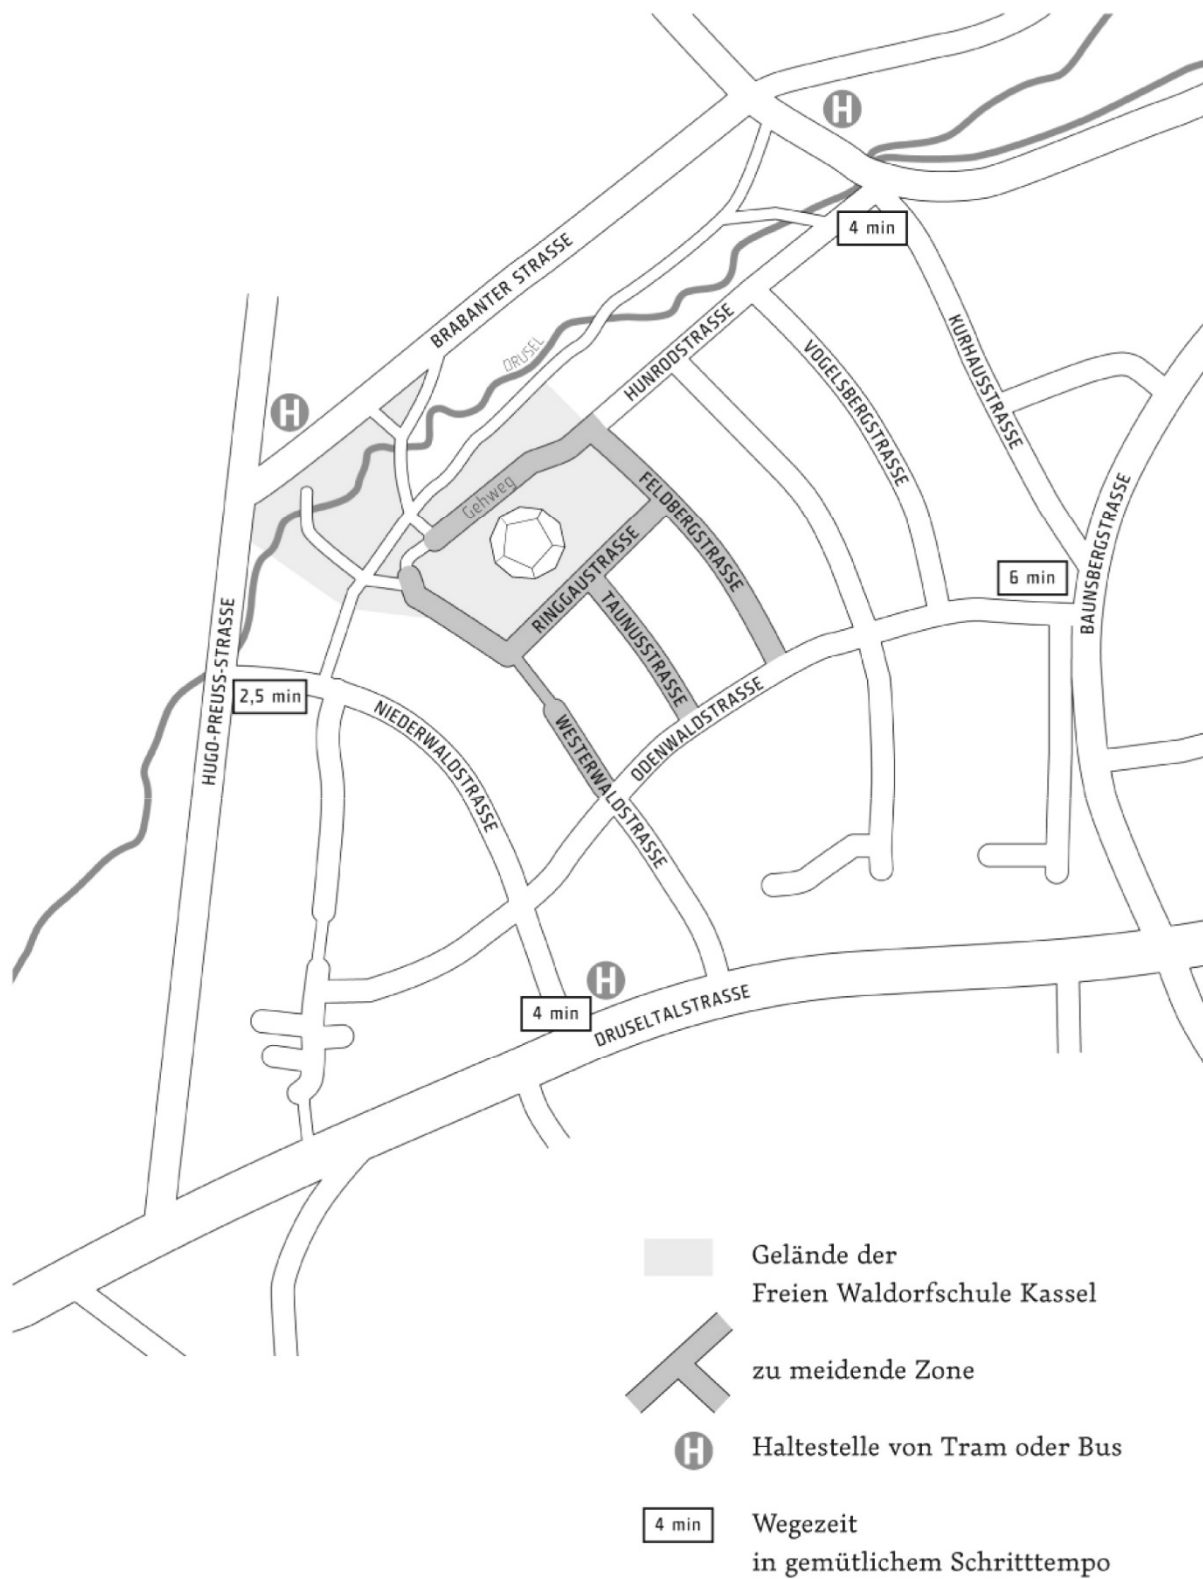 H
4 min
BRABANTER STRASSE
DRUSEL
HUNRODSTRASSE
VOGELSBERGSTRASSE
KURHAUSSTRASSE
H
Gehweg
FELDBERGSTRASSE
RINGGAUSTRASSE
TAUNUSSTRASSE
6 min
BAUNSBERGSTRASSE
HUGO-PREUSS-STRASSE
2,5 min
NIEDERWALDSTRASSE
WESTERWALDSTRASSE
ODENWALDSTRASSE
H
4 min
DRUSELTALSTRASSE
Gelände der
Freien Waldorfschule Kassel
zu meidende Zone
H Haltestelle von Tram oder Bus
4 min Wegezeit
in gemütlichem Schritttempo